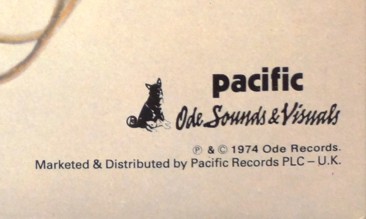 pacific
Ode Sounds & Visuals
℗ & © 1974 Ode Records.
Marketed & Distributed by Pacific Records PLC – U.K.